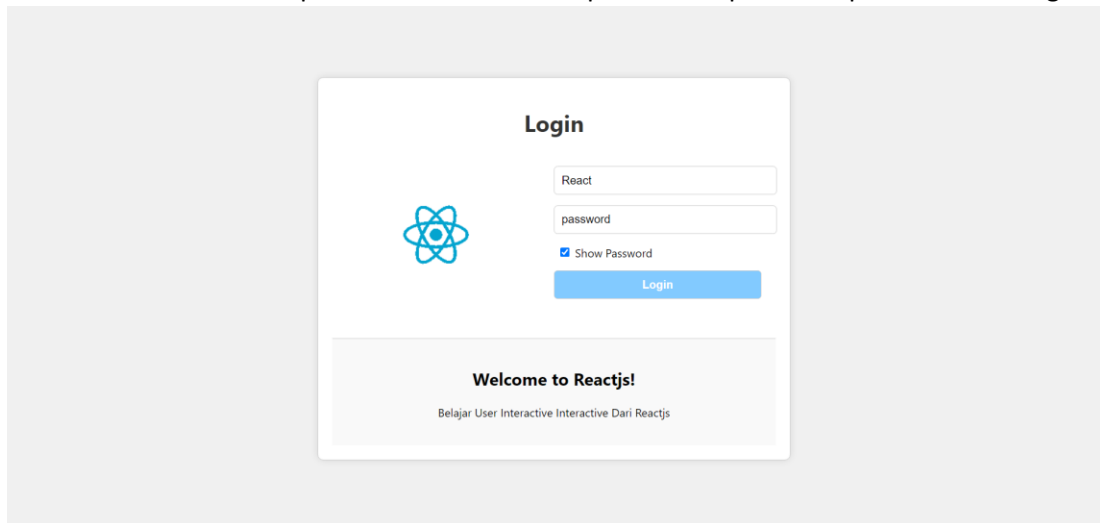 Login
React
password
Show Password
Login
Welcome to Reactjs!
Belajar User Interactive Interactive Dari Reactjs